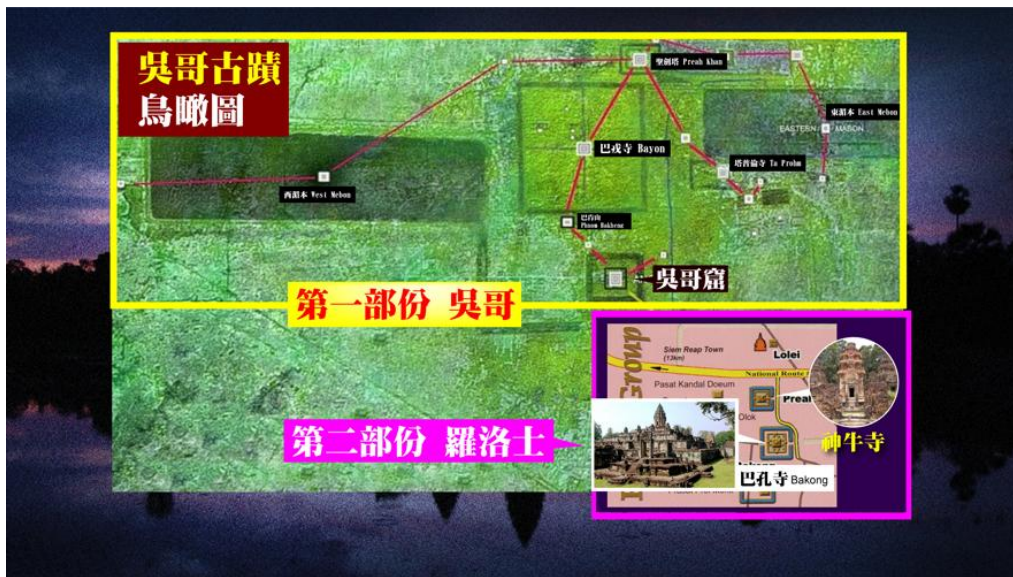 吳哥古蹟
鳥瞰圖
聖劍塔 Preah Khan
東湄本 East Mebon
EASTERN
巴戎寺 Bayon
塔普倫寺 Ta Prohm
西湄本 West Mebon
巴肯山
Phnom Bakheng
吳哥窟
第一部份 吳哥
Group
Siem Reap Town
(13km)
Lolei
National Route
Pasat Kandal Doeum
Preah
Olok
神牛寺
第二部份 羅洛士
巴孔寺 Bakong